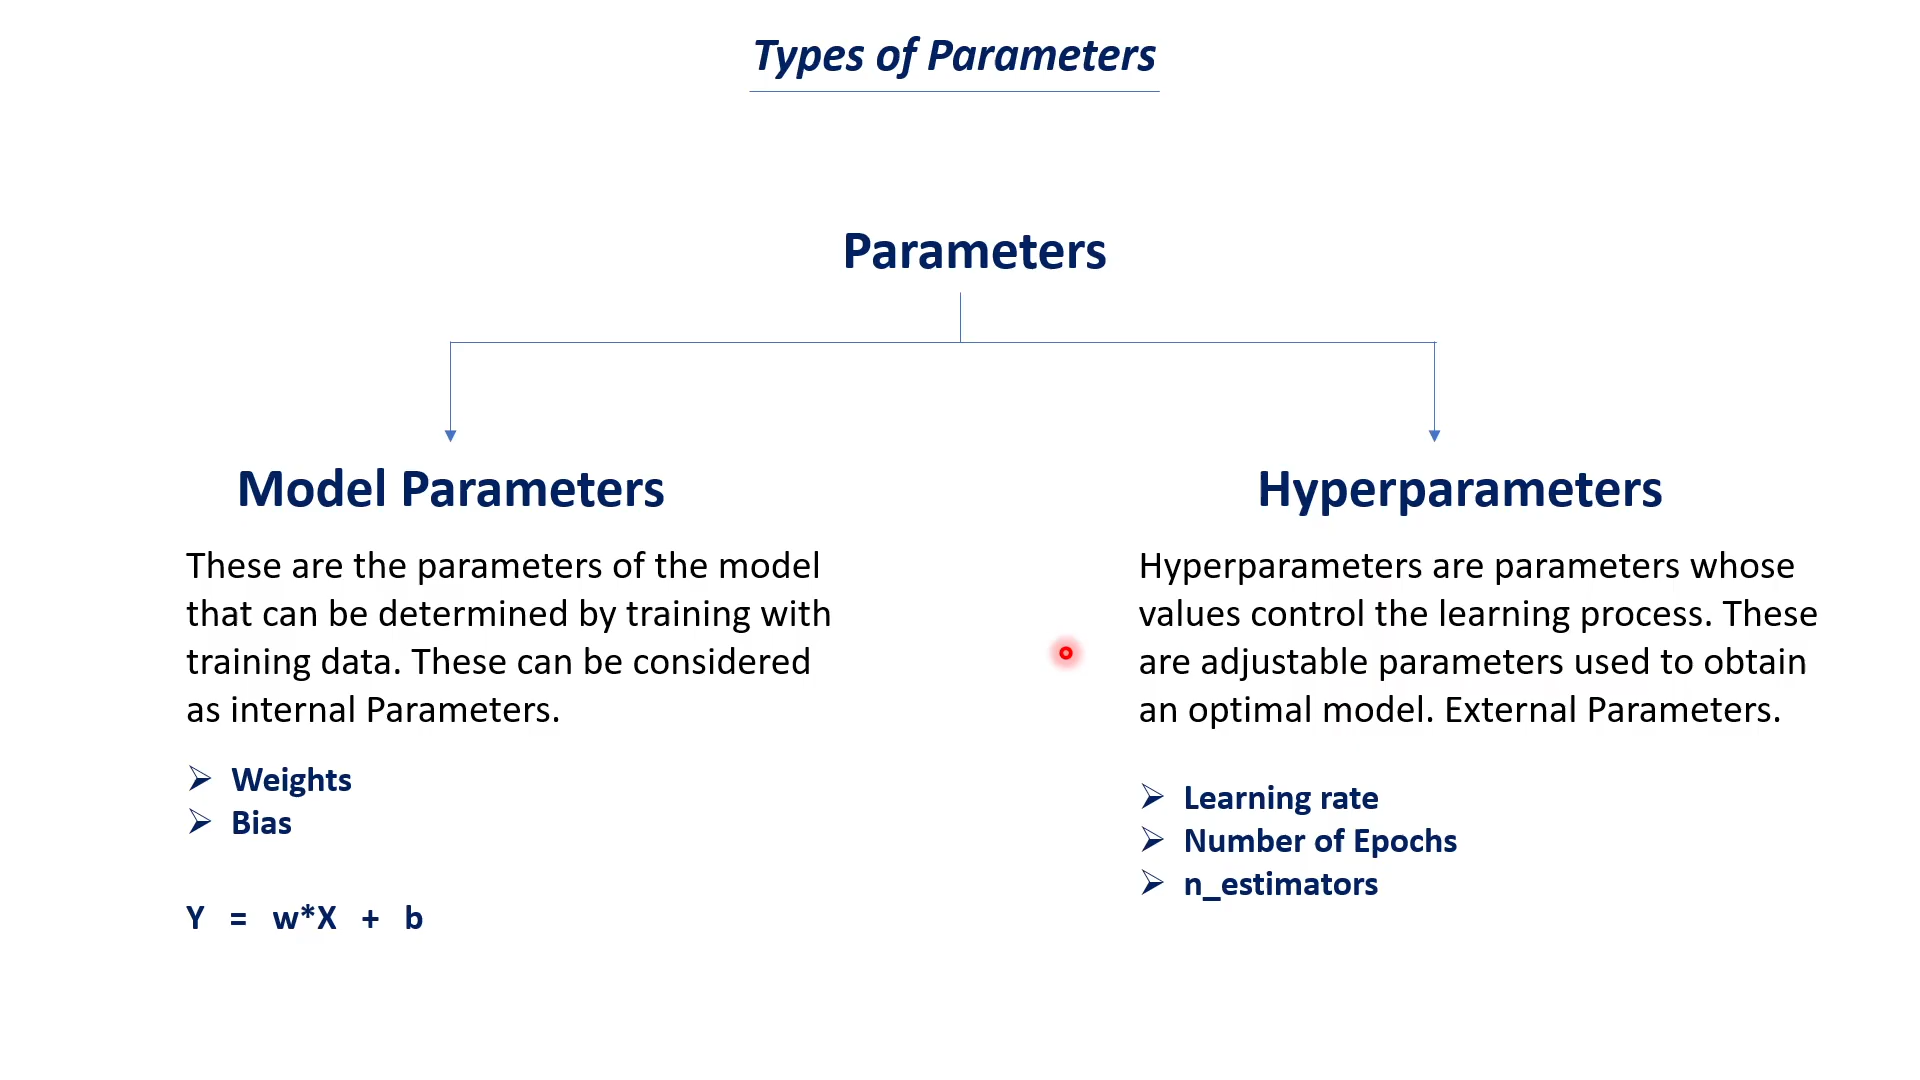 Types of Parameters
Parameters
Model Parameters
These are the parameters of the model
that can be determined by training with
training data. These can be considered
as internal Parameters.
➢ Weights
➢ Bias
Y = w*X + b
Hyperparameters
Hyperparameters are parameters whose
values control the learning process. These
are adjustable parameters used to obtain
an optimal model. External Parameters.
➢ Learning rate
➢ Number of Epochs
➢ n_estimators